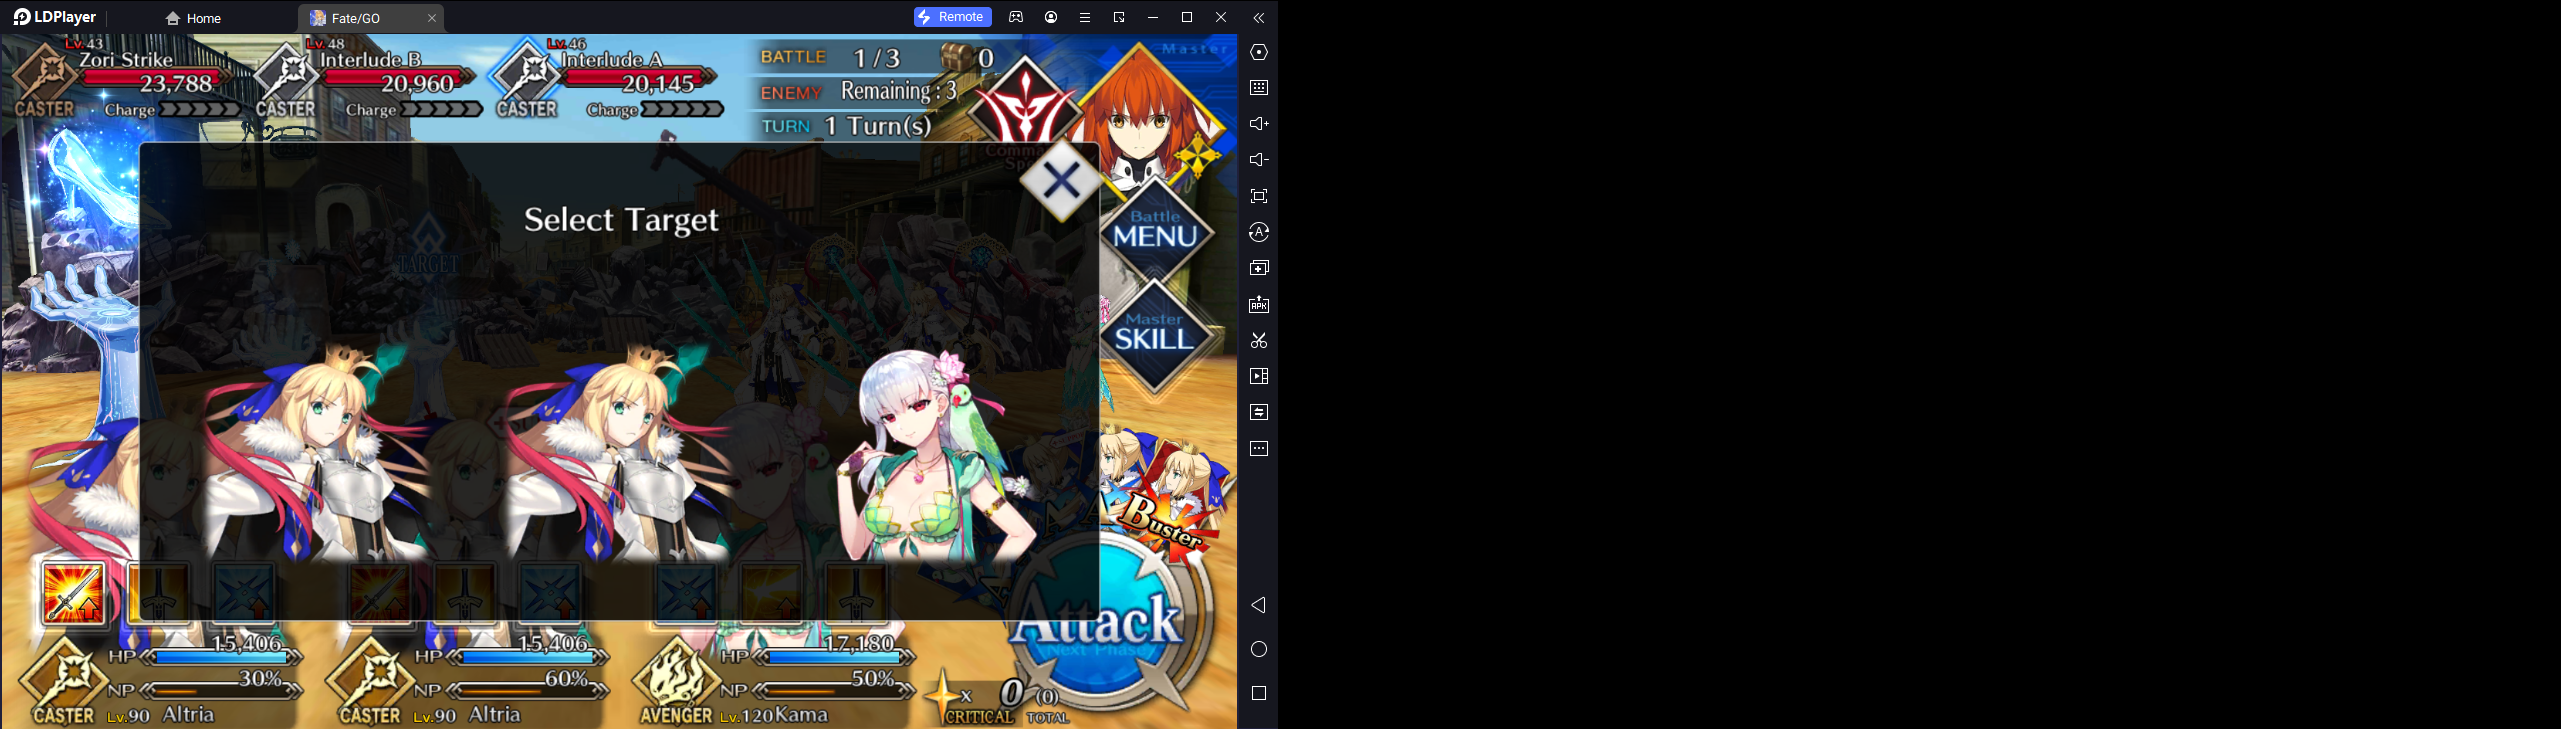 LDPlayer
Home
Fate/GO
Remote
Lv.43
Zori Strike
23,788
CASTER
Charge
Lv.48
Interlude B
20,960
CASTER
Charge
Lv.46
Interlude A
20,145
CASTER
Charge
BATTLE 1/3
0
ENEMY Remaining : 3
TURN 1 Turn(s)
Master
Select Target
TARGET
Battle
MENU
Master
SKILL
Buster
Attack
Next Phase
HP 15,406
NP 30%
CASTER Lv.90 Altria
HP 15,406
NP 60%
CASTER Lv.90 Altria
HP 17,180
NP 50%
AVENGER Lv.120 Kama
x 0 (0)
CRITICAL TOTAL